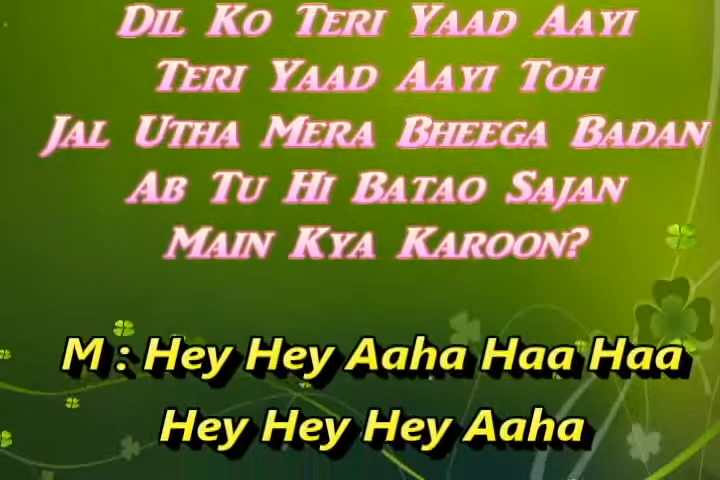 Dil Ko Teri Yaad Aayi
Teri Yaad Aayi Toh
Jal Utha Mera Bheega Badan
Ab Tu Hi Batao Sajan
Main Kya Karoon?
M : Hey Hey Aaha Haa Haa
Hey Hey Hey Aaha